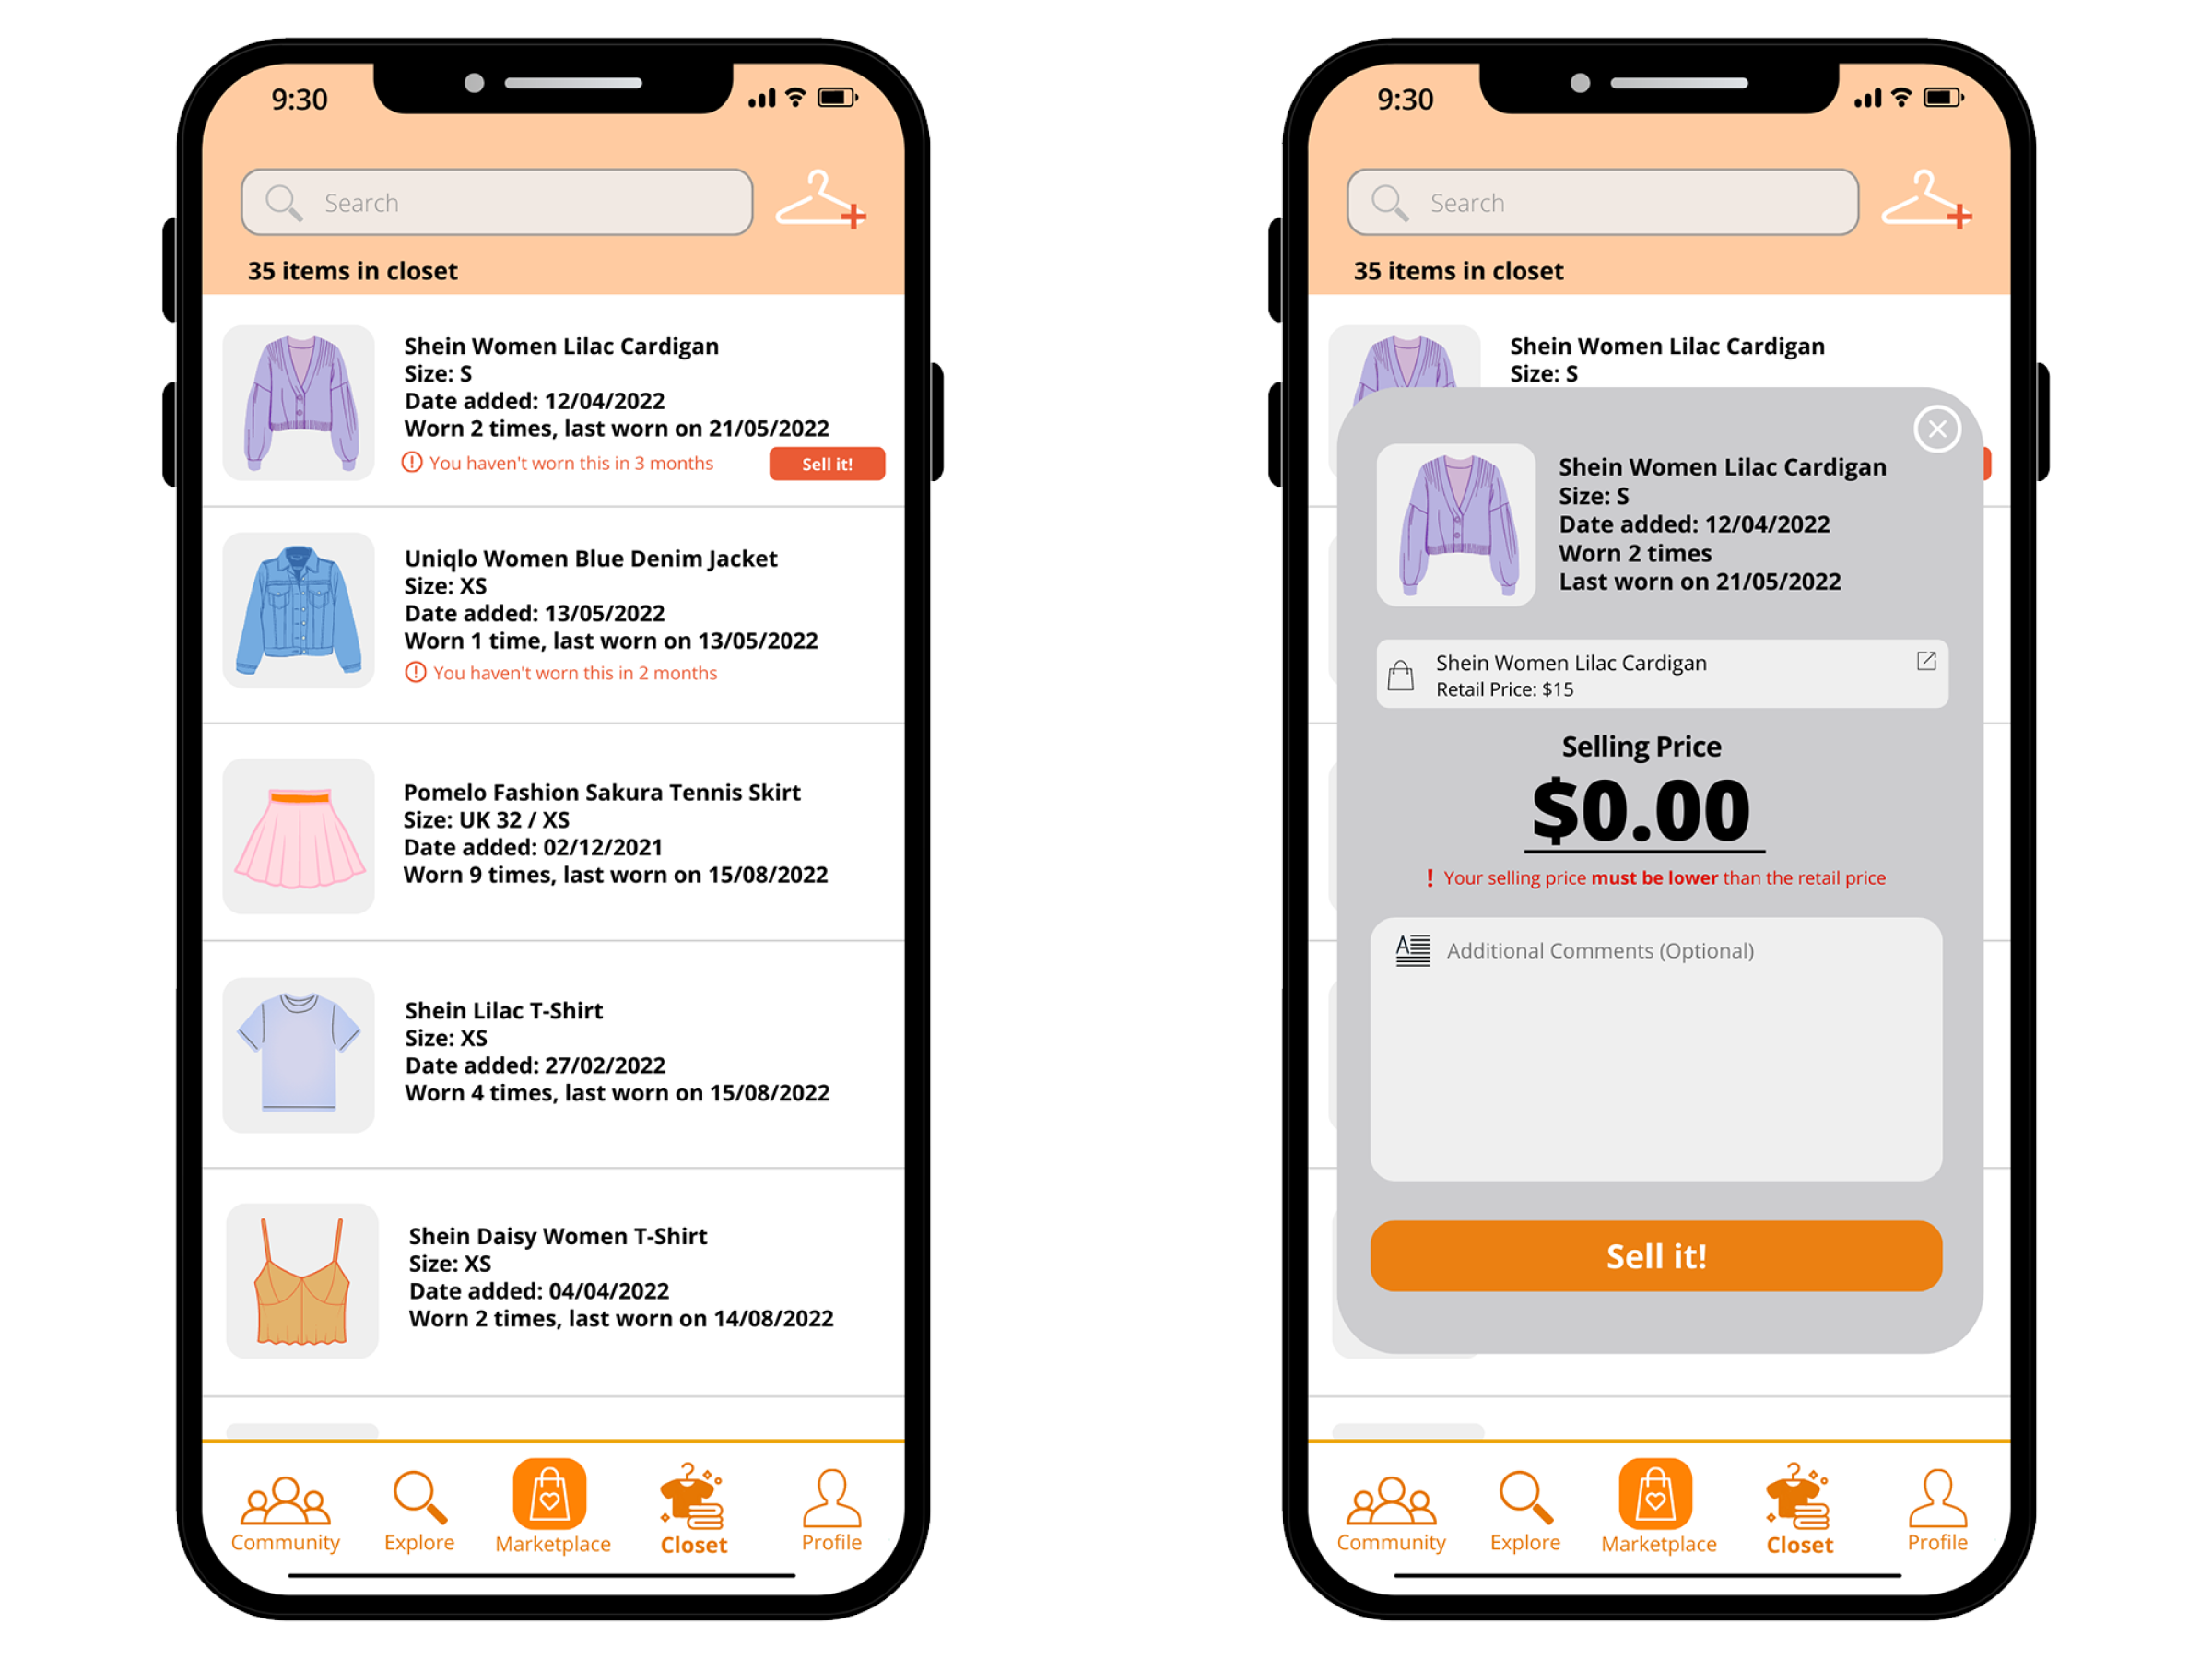 9:30
Search
35 items in closet
Shein Women Lilac Cardigan
Size: S
Date added: 12/04/2022
Worn 2 times, last worn on 21/05/2022
You haven't worn this in 3 months
Sell it!
Uniqlo Women Blue Denim Jacket
Size: XS
Date added: 13/05/2022
Worn 1 time, last worn on 13/05/2022
You haven't worn this in 2 months
Pomelo Fashion Sakura Tennis Skirt
Size: UK 32 / XS
Date added: 02/12/2021
Worn 9 times, last worn on 15/08/2022
Shein Lilac T-Shirt
Size: XS
Date added: 27/02/2022
Worn 4 times, last worn on 15/08/2022
Shein Daisy Women T-Shirt
Size: XS
Date added: 04/04/2022
Worn 2 times, last worn on 14/08/2022
Community
Explore
Marketplace
Closet
Profile
9:30
Search
35 items in closet
Shein Women Lilac Cardigan
Size: S
Shein Women Lilac Cardigan
Size: S
Date added: 12/04/2022
Worn 2 times
Last worn on 21/05/2022
Shein Women Lilac Cardigan
Retail Price: $15
Selling Price
$0.00
! Your selling price must be lower than the retail price
A Additional Comments (Optional)
Sell it!
Community
Explore
Marketplace
Closet
Profile